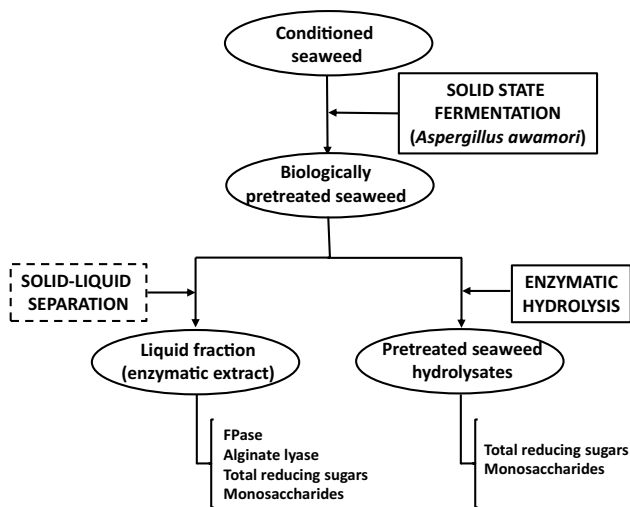 Conditioned
seaweed
SOLID STATE
FERMENTATION
(Aspergillus awamori)
Biologically
pretreated seaweed
SOLID-LIQUID
SEPARATION
ENZYMATIC
HYDROLYSIS
Liquid fraction
(enzymatic extract)
Pretreated seaweed
hydrolysates
FPase
Alginate lyase
Total reducing sugars
Monosaccharides
Total reducing sugars
Monosaccharides